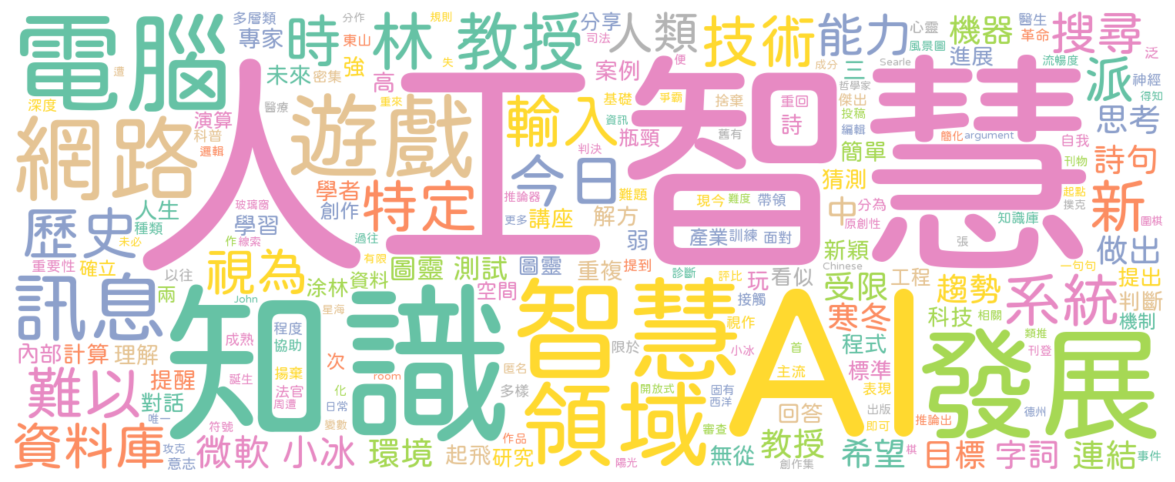 多層類 分作 規則 心靈 醫生
電腦 專家 時 東山 林 教授 分享 司法 人類 技術 能力 風景圖 機器 革命 搜尋 泛
遭 未來 密集 強 失 案例 便 三 Searle 進展 流暢度 派 神經
深度 醫療 重來 高 基礎 爭霸 捨棄 成分 哲學家 傑出 得知
網路 演算 人工 遊戲 輸入 資訊 智慧 重回 詩 投稿 編輯 簡化 argument 思考
科普 邏輯 瓶頸 舊有 慧 簡單 自我 刊物 詩句
判決 今日 猜測
玻璃窗 學者 特定 推論器 難題 現今 難度 帶領 中 分為 起點 撲克
歷史 人生 種類 學習 創作 更多 講座 解方 產業 訓練 面對 原創性 知識庫 新 圍棋
未必 作 線索 過往 弱 新穎 張 做出
重要性 確立 視為 有限 圖靈 測試 圖靈 重複 提到 玩 看似 Chinese 工程 一句句
以往 涂林 資料 診斷 評比 受限 趨勢 提出
訊息 兩 John 知識 星海 空間 智慧 接觸 AI 寒冬 科技 相關 系統 判斷
成熟 程度 協助 限於 視作 小冰 首 程式 類推 機制
內部 計算 理解 次 匿名 主流 標準 發展 刊登
難以 提醒 誕生 揚棄 法官 周遭 化 room 多樣 領域 開放式 固有 西洋 表現
對話 唯一 日常 變數 作品 回答 出版 推論出 德州
資料庫 符號 微軟 小冰 環境 起飛 研究 審查 無從 教授 即可 希望 目標 字詞 連結
攻克 意志 陽光 創作集 棋 事件